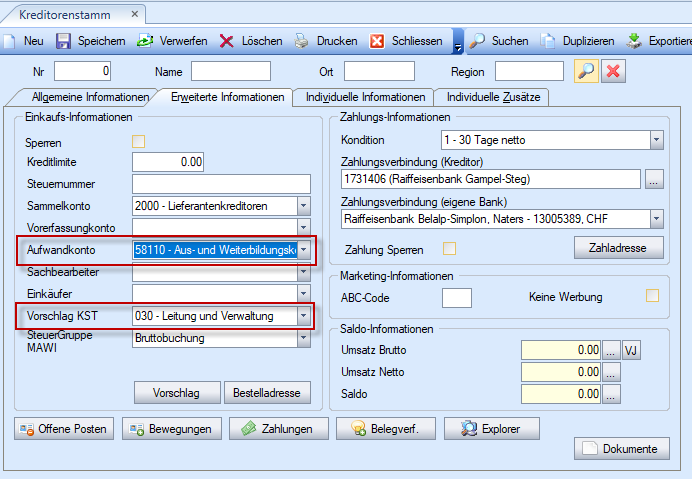 Kreditorenstamm ×
Neu Speichern Verwerfen Löschen Drucken Schliessen Suchen Duplizieren Exportiere
Nr 0 Name Ort Region
Allgemeine Informationen Erweiterte Informationen Individuelle Informationen Individuelle Zusätze
Einkaufs-Informationen
Sperren
Kreditlimite 0.00
Steuernummer
Sammelkonto 2000 - Lieferantenkreditoren
Vorerfassungkonto
Aufwandkonto 58110 - Aus- und Weiterbildungsk
Sachbearbeiter
Einkäufer
Vorschlag KST 030 - Leitung und Verwaltung
SteuerGruppe MAWI Bruttobuchung
Vorschlag Bestelladresse
Zahlungs-Informationen
Kondition 1 - 30 Tage netto
Zahlungsverbindung (Kreditor)
1731406 (Raiffeisenbank Gampel-Steg) ...
Zahlungsverbindung (eigene Bank)
Raiffeisenbank Belalp-Simplon, Naters - 13005389, CHF
Zahlung Sperren Zahladresse
Marketing-Informationen
ABC-Code Keine Werbung
Saldo-Informationen
Umsatz Brutto 0.00 ... VJ
Umsatz Netto 0.00 ...
Saldo 0.00 ...
Offene Posten Bewegungen Zahlungen Belegverf. Explorer
Dokumente